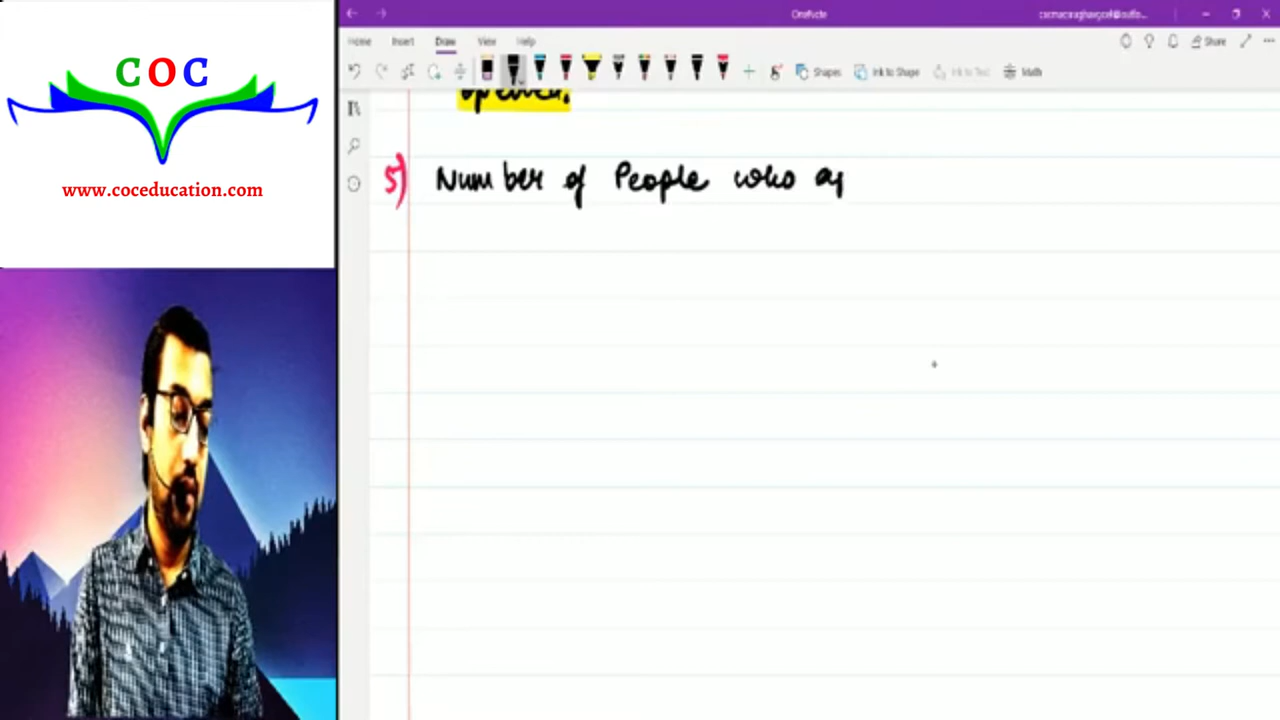 COC
www.coceducation.com
OneNote
Home Insert Draw View Help
Share
Shapes Ink to Shape Ink to Text Math
5) Number of People who ap